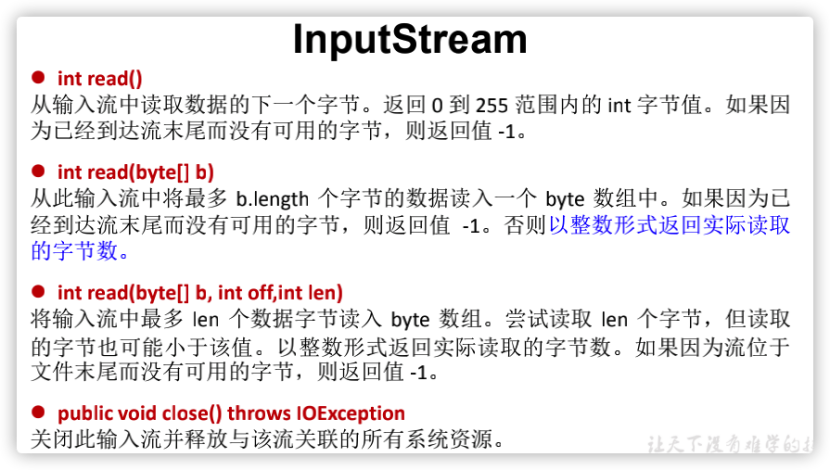 InputStream
● int read()
从输入流中读取数据的下一个字节。返回 0 到 255 范围内的 int 字节值。如果因
为已经到达流末尾而没有可用的字节，则返回值 -1。
● int read(byte[] b)
从此输入流中将最多 b.length 个字节的数据读入一个 byte 数组中。如果因为已
经到达流末尾而没有可用的字节，则返回值 -1。否则以整数形式返回实际读取
的字节数。
● int read(byte[] b, int off,int len)
将输入流中最多 len 个数据字节读入 byte 数组。尝试读取 len 个字节，但读取
的字节也可能小于该值。以整数形式返回实际读取的字节数。如果因为流位于
文件末尾而没有可用的字节，则返回值 -1。
● public void close() throws IOException
关闭此输入流并释放与该流关联的所有系统资源。
让天下没有难学的